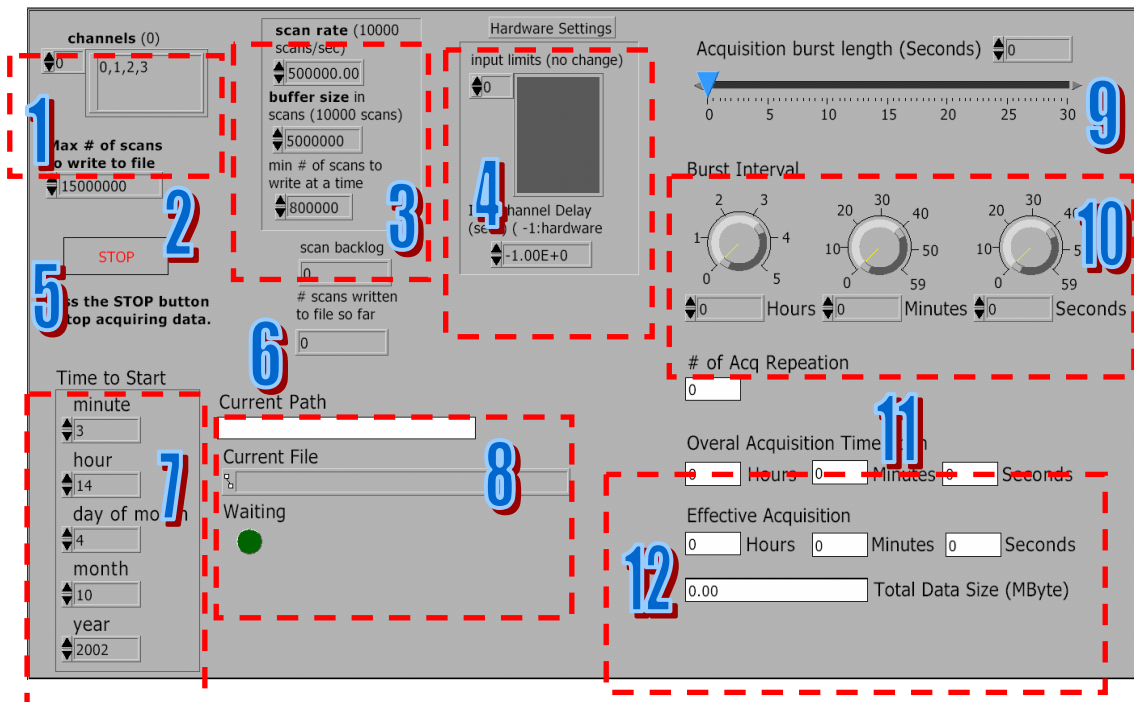 channels (0)
0
0,1,2,3
1
Max # of scans
to write to file
15000000
2
STOP
5
the STOP button
stop acquiring data.
scan rate (10000
scans/sec)
500000.00
buffer size in
scans (10000 scans)
5000000
min # of scans to
write at a time
800000
3
scan backlog
0
# scans written
to file so far
0
6
Hardware Settings
input limits (no change)
0
4
Channel Delay
( -1:hardware
-1.00E+0
Acquisition burst length (Seconds) 0
0 5 10 15 20 25 30
9
Burst Interval
0 1 2 3 4 5
0 10 20 30 40 50 59
0 10 20 30 40 59
10
0 Hours 0 Minutes 0 Seconds
# of Acq Repeation
0
11
Overal Acquisition Time
0 Hours 0 Minutes 0 Seconds
Effective Acquisition
0 Hours 0 Minutes 0 Seconds
12
0.00 Total Data Size (MByte)
Time to Start
minute
3
hour
14
7
day of month
4
month
10
year
2002
Current Path
Current File
8
Waiting